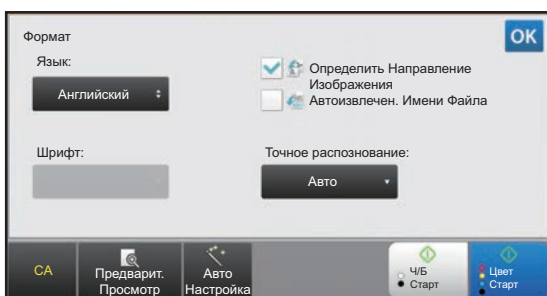 Формат
OK
Язык:
Определить Направление
Изображения
Английский
Автоизвлечен. Имени Файла
Шрифт:
Точное распознование:
Авто
CA
Предварит.
Просмотр
Авто
Настройка
Ч/Б
Старт
Цвет
Старт